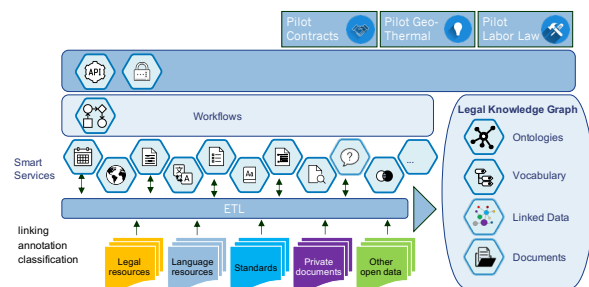 Pilot
Contracts
Pilot Geo-
Thermal
Pilot
Labor Law
API
Workflows
Legal Knowledge Graph
Ontologies
Vocabulary
Linked Data
Documents
Smart
Services
Aa
A
?
...
ETL
linking
annotation
classification
Legal
resources
Language
resources
Standards
Private
documents
Other
open data